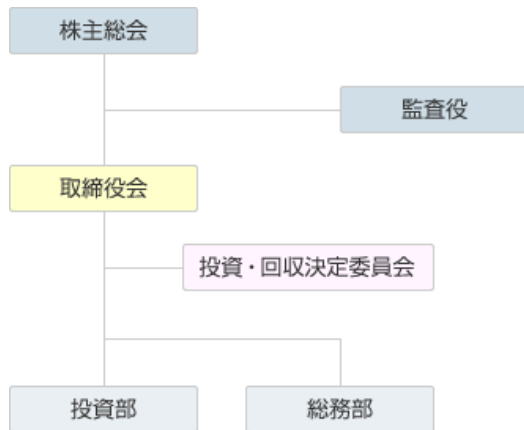 株主総会
監査役
取締役会
投資・回収決定委員会
投資部
総務部